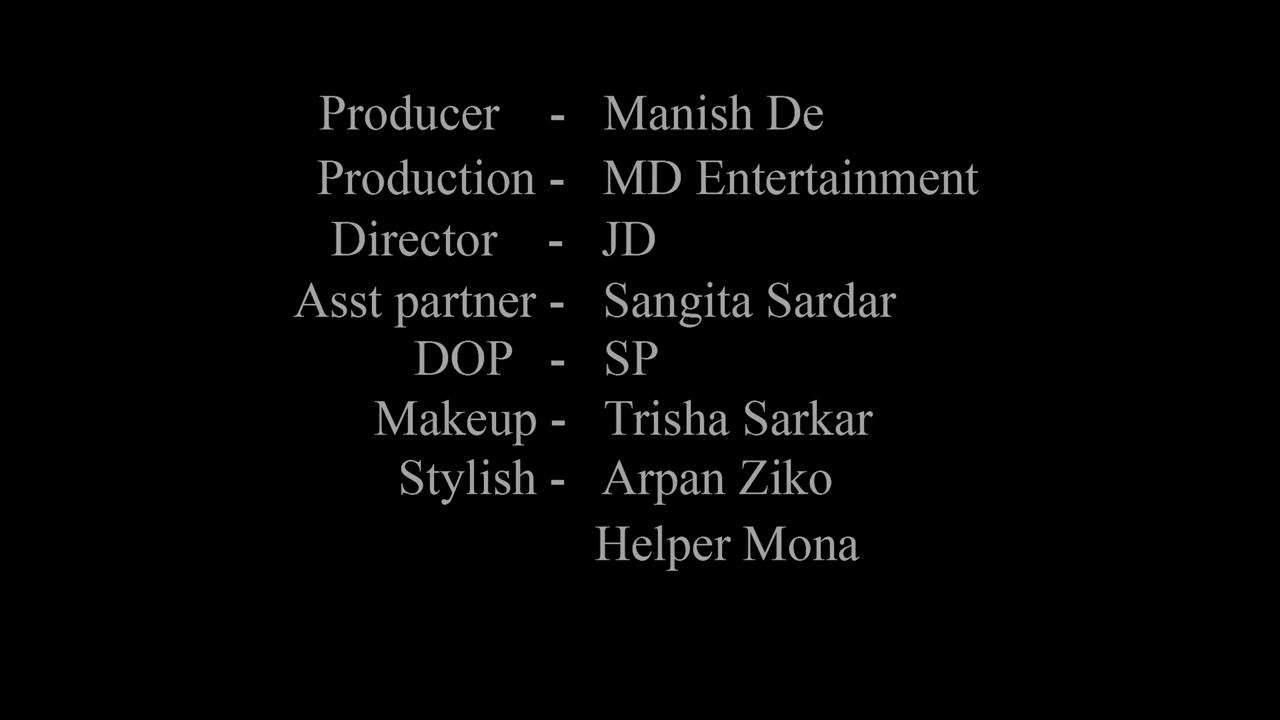 Producer - Manish De
Production - MD Entertainment
Director - JD
Asst partner - Sangita Sardar
DOP - SP
Makeup - Trisha Sarkar
Stylish - Arpan Ziko
Helper Mona